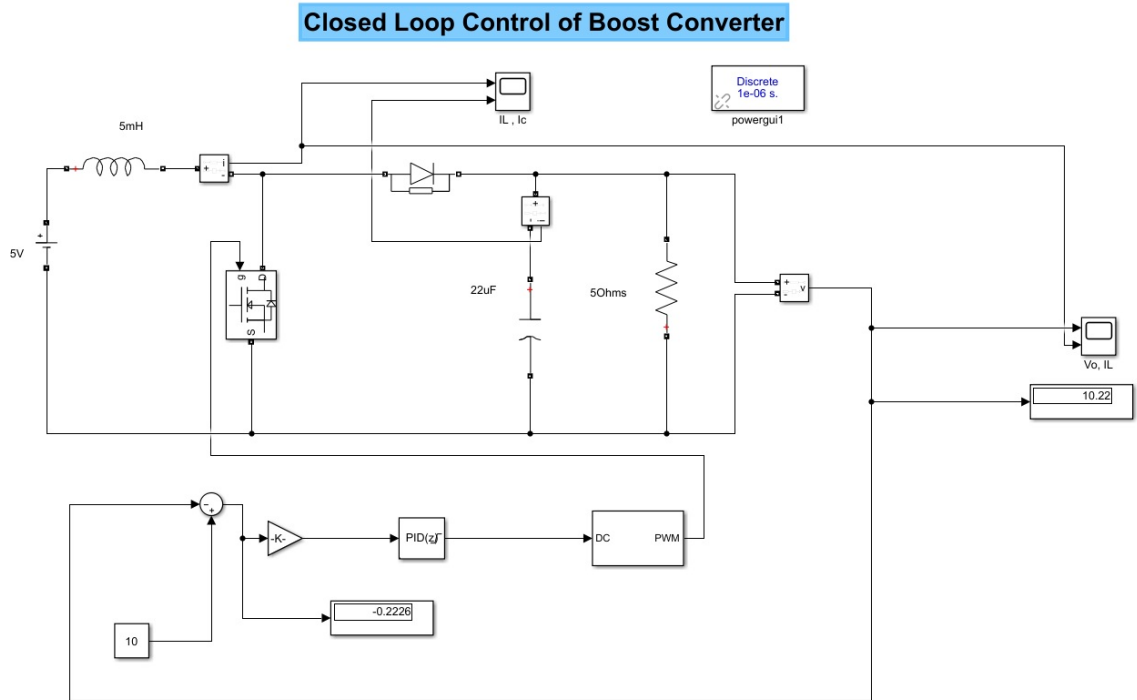 Closed Loop Control of Boost Converter
Discrete
1e-06 s.
powergui1
IL , Ic
5mH
+
i
-
5V
+
g
D
S
+
i
-
22uF
5Ohms
+
-
v
Vo, IL
10.22
-
+
-K-
PID(z)
DC
PWM
-0.2226
10